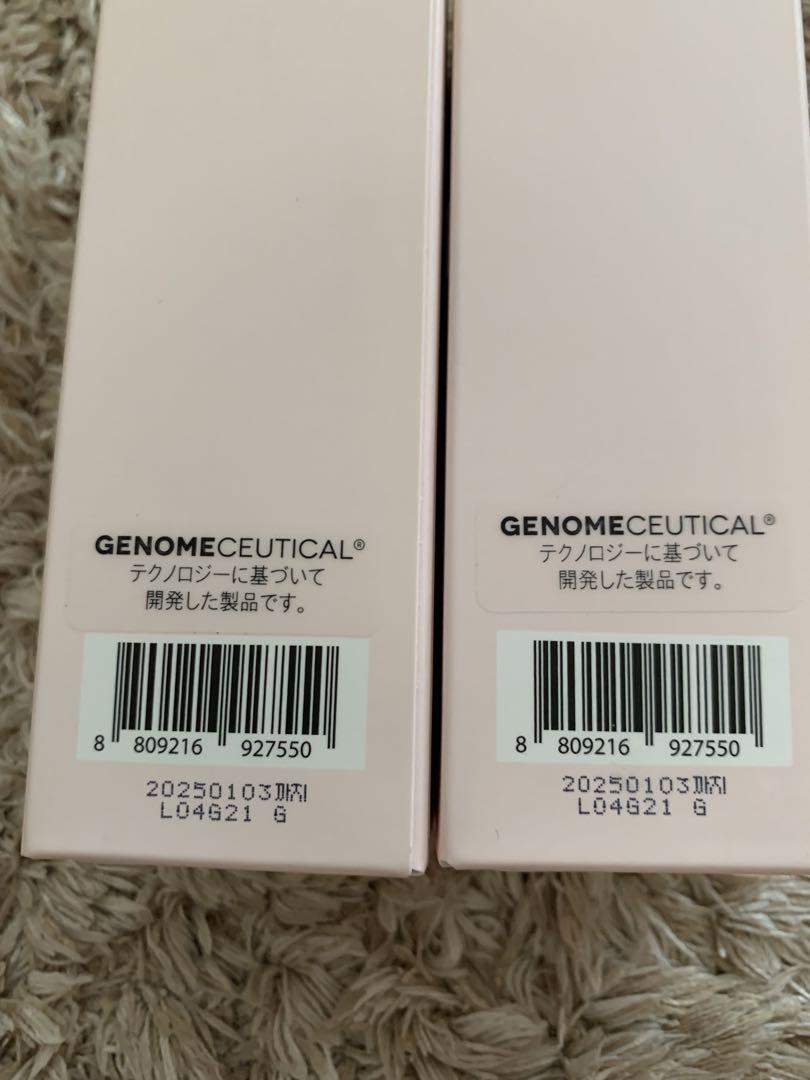 GENOMECEUTICAL®
テクノロジーに基づいて
開発した製品です。
8 809216 927550
20250103까지
L04G21 G
GENOMECEUTICAL®
テクノロジーに基づいて
開発した製品です。
8 809216 927550
20250103까지
L04G21 G